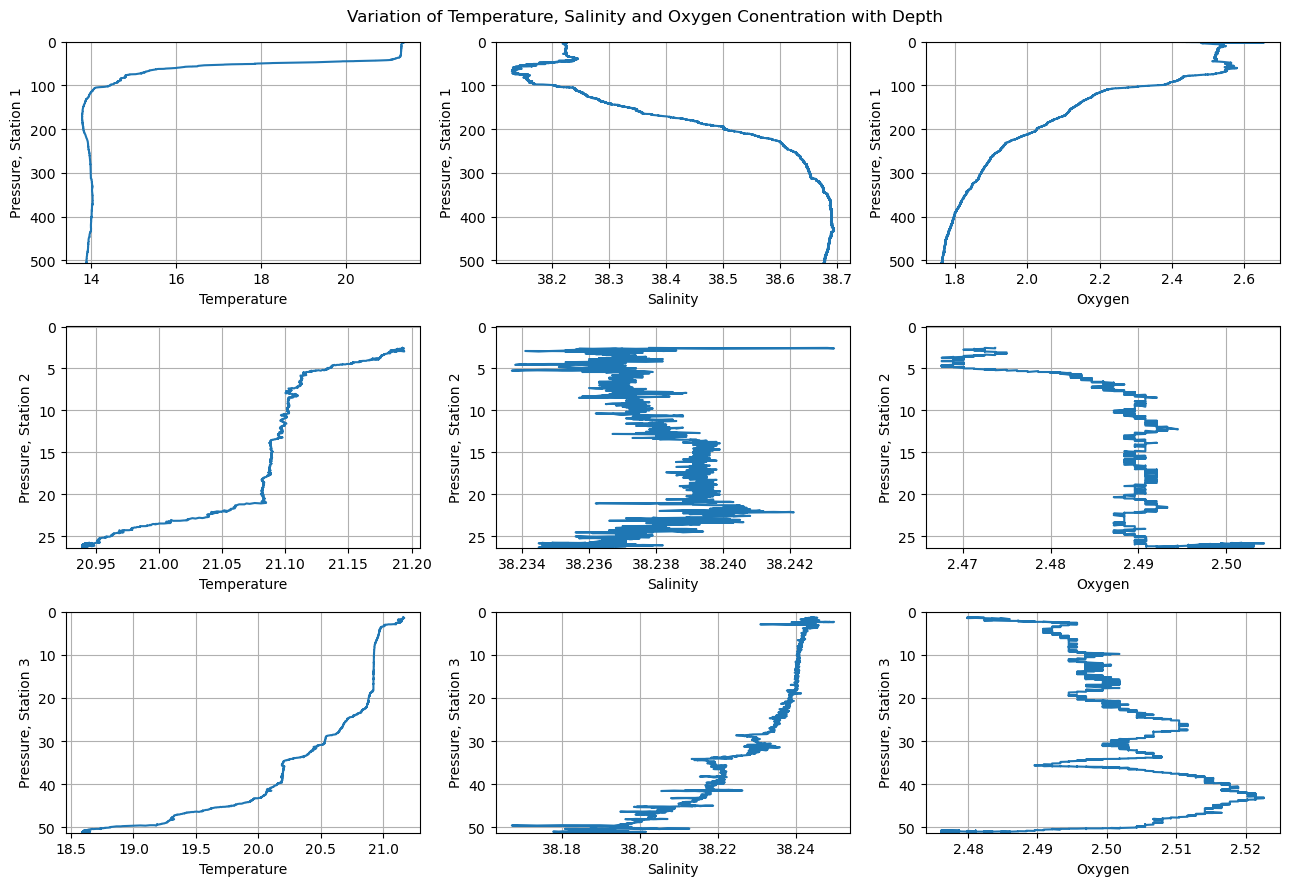 Variation of Temperature, Salinity and Oxygen Conentration with Depth
0
100
200
300
400
500
Pressure, Station 1
14 16 18 20
Temperature
0
100
200
300
400
500
Pressure, Station 1
38.2 38.3 38.4 38.5 38.6 38.7
Salinity
0
100
200
300
400
500
Pressure, Station 1
1.8 2.0 2.2 2.4 2.6
Oxygen
0
5
10
15
20
25
Pressure, Station 2
20.95 21.00 21.05 21.10 21.15 21.20
Temperature
0
5
10
15
20
25
Pressure, Station 2
38.234 38.236 38.238 38.240 38.242
Salinity
0
5
10
15
20
25
Pressure, Station 2
2.47 2.48 2.49 2.50
Oxygen
0
10
20
30
40
50
Pressure, Station 3
18.5 19.0 19.5 20.0 20.5 21.0
Temperature
0
10
20
30
40
50
Pressure, Station 3
38.18 38.20 38.22 38.24
Salinity
0
10
20
30
40
50
Pressure, Station 3
2.48 2.49 2.50 2.51 2.52
Oxygen